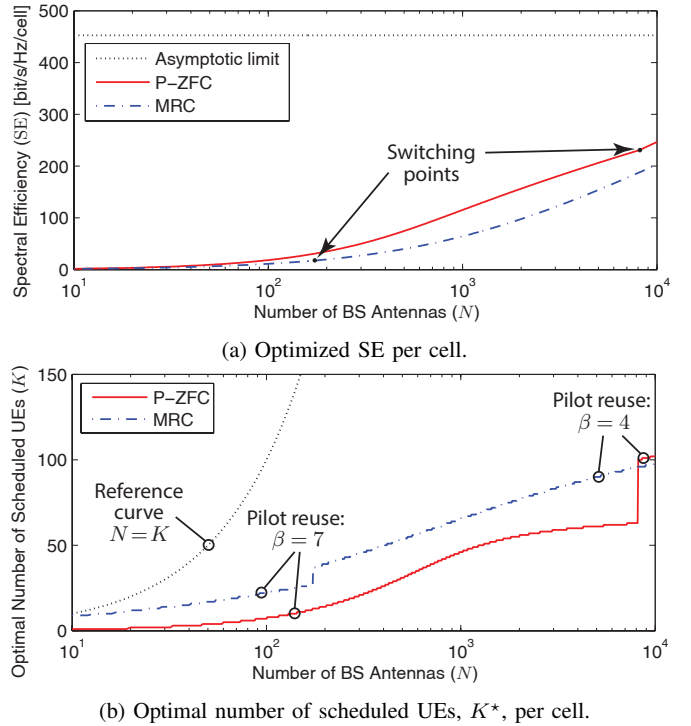 500
450
400
300
200
100
0
Spectral Efficiency (SE) [bit/s/Hz/cell]
Asymptotic limit
P−ZFC
MRC
Switching
points
10^1
10^2
10^3
10^4
Number of BS Antennas (N)
(a) Optimized SE per cell.
150
100
50
0
Optimal Number of Scheduled UEs (K)
P−ZFC
MRC
Pilot reuse:
β = 4
Reference
curve
N = K
Pilot reuse:
β = 7
10^1
10^2
10^3
10^4
Number of BS Antennas (N)
(b) Optimal number of scheduled UEs, K⋆, per cell.